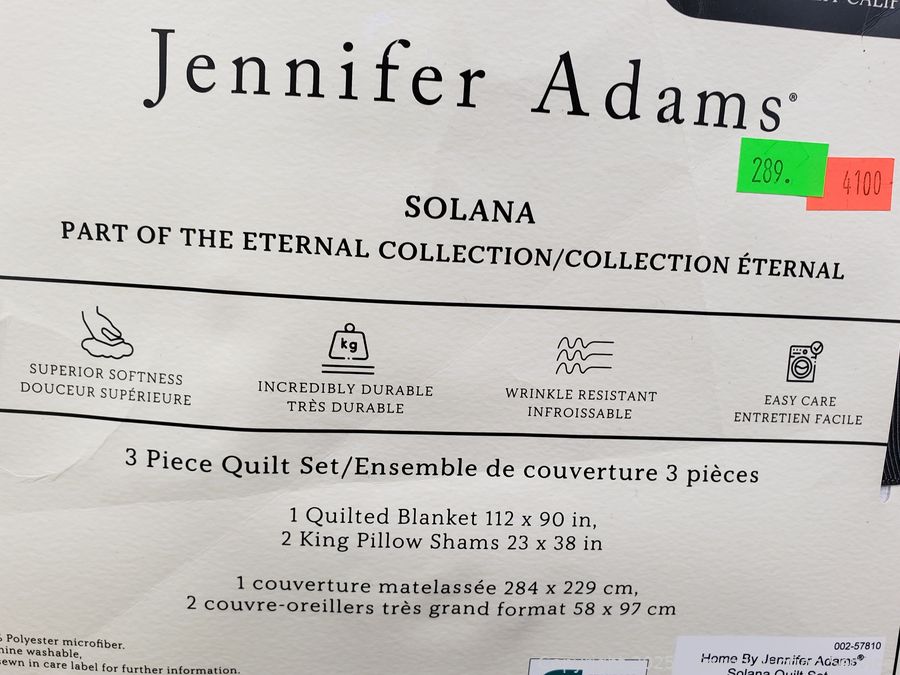 Jennifer Adams®
289.
4100
SOLANA
PART OF THE ETERNAL COLLECTION/COLLECTION ÉTERNAL
kg
SUPERIOR SOFTNESS
DOUCEUR SUPÉRIEURE
INCREDIBLY DURABLE
TRÈS DURABLE
WRINKLE RESISTANT
INFROISSABLE
EASY CARE
ENTRETIEN FACILE
3 Piece Quilt Set/Ensemble de couverture 3 pièces
1 Quilted Blanket 112 x 90 in,
2 King Pillow Shams 23 x 38 in
1 couverture matelassée 284 x 229 cm,
2 couvre-oreillers très grand format 58 x 97 cm
Polyester microfiber.
washable,
sewn in care label for further information.
002-57810
Home By Jennifer Adams®
Solana Quilt Set